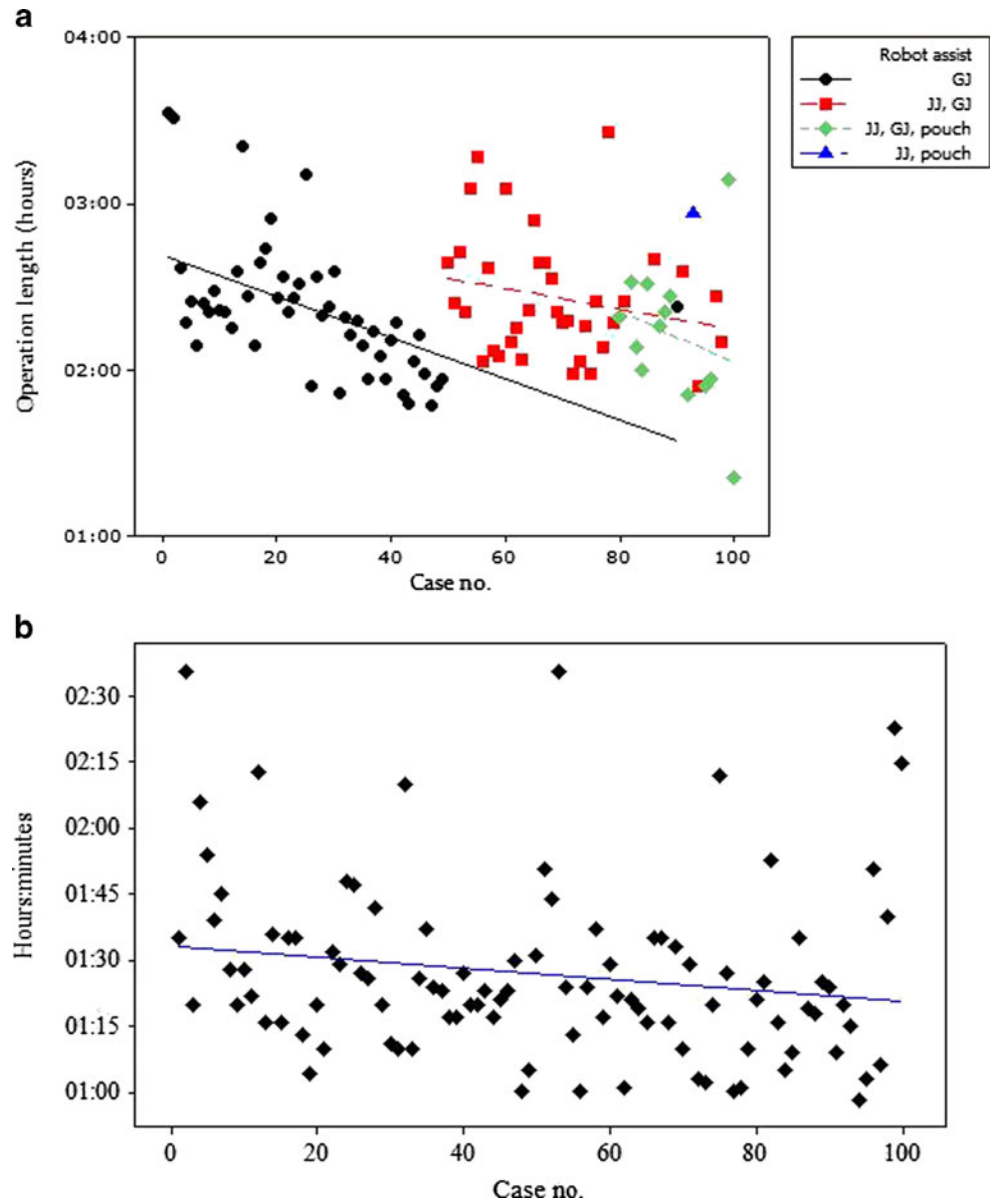 a
04:00
03:00
02:00
01:00
Operation length (hours)
0 20 40 60 80 100
Case no.
Robot assist
GJ
JJ, GJ
JJ, GJ, pouch
JJ, pouch
b
02:30
02:15
02:00
01:45
01:30
01:15
01:00
Hours:minutes
0 20 40 60 80 100
Case no.